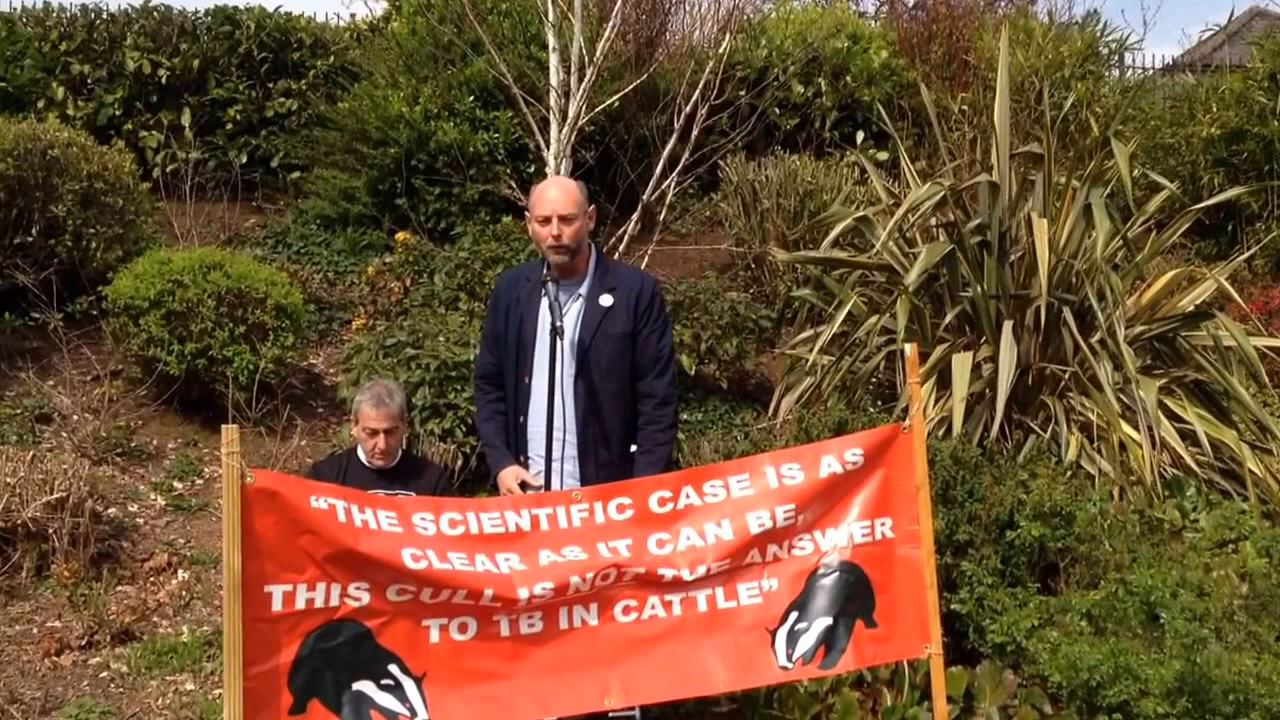 “THE SCIENTIFIC CASE IS AS
CLEAR AS IT CAN BE,
THIS CULL IS NOT THE ANSWER
TO TB IN CATTLE”